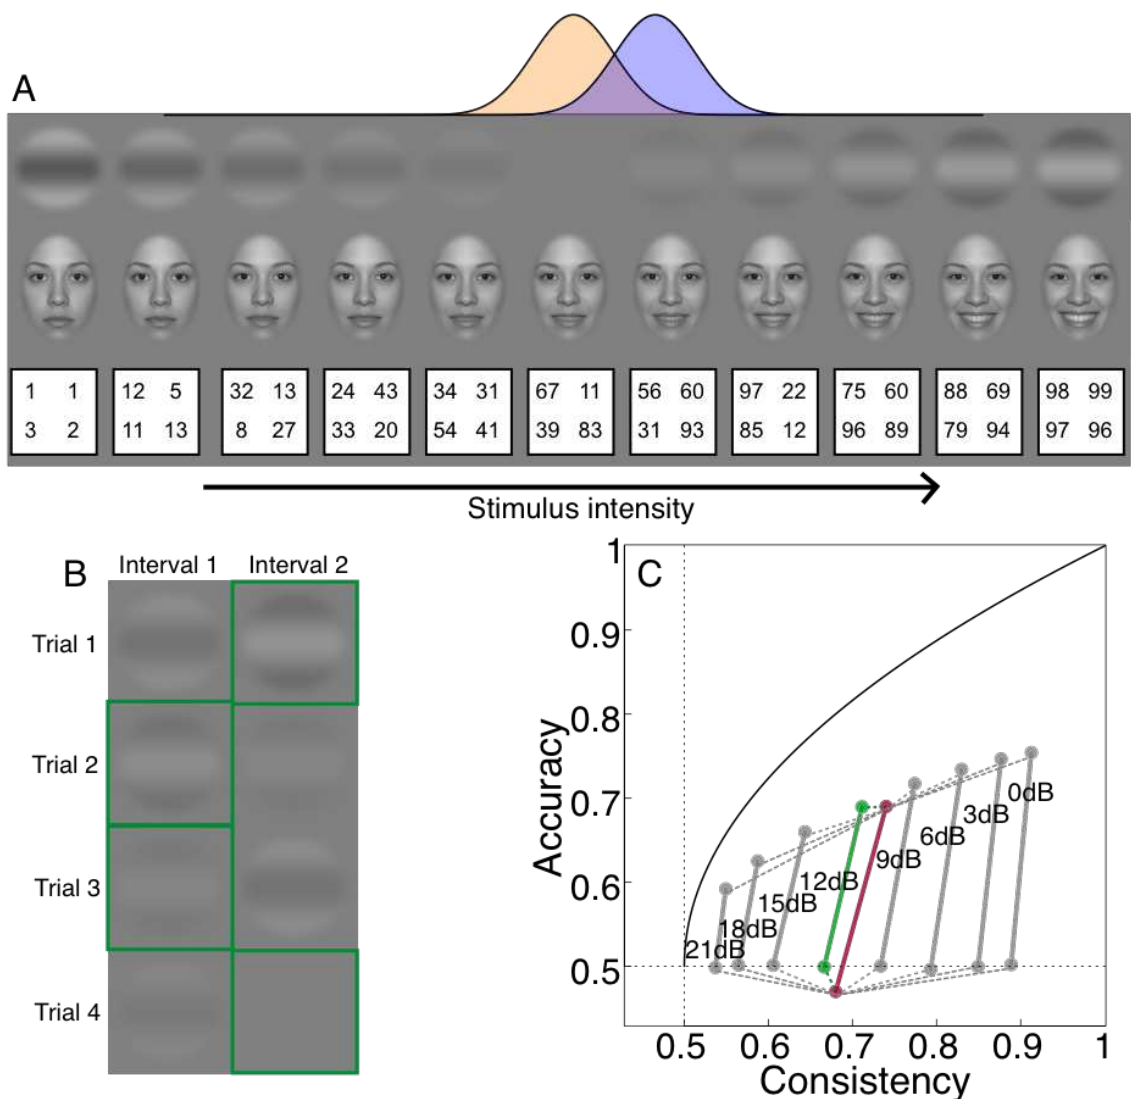 A
1 1 12 5 32 13 24 43 34 31 67 11 56 60 97 22 75 60 88 69 98 99
3 2 11 13 8 27 33 20 54 41 39 83 31 93 85 12 96 89 79 94 97 96
Stimulus intensity
B
Interval 1 Interval 2
Trial 1
Trial 2
Trial 3
Trial 4
C
1
0.9
0.8
0.7
0.6
0.5
Accuracy
0dB
3dB
6dB
9dB
12dB
15dB
18dB
21dB
0.5 0.6 0.7 0.8 0.9 1
Consistency